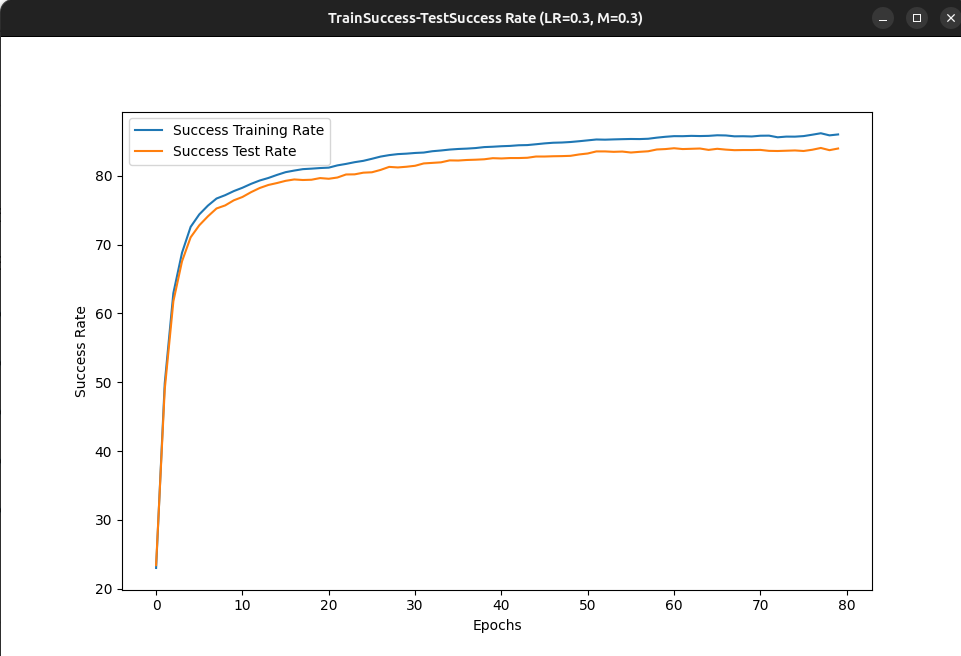 TrainSuccess-TestSuccess Rate (LR=0.3, M=0.3)
Success Training Rate
Success Test Rate
80
70
60
50
40
30
20
Success Rate
0 10 20 30 40 50 60 70 80
Epochs